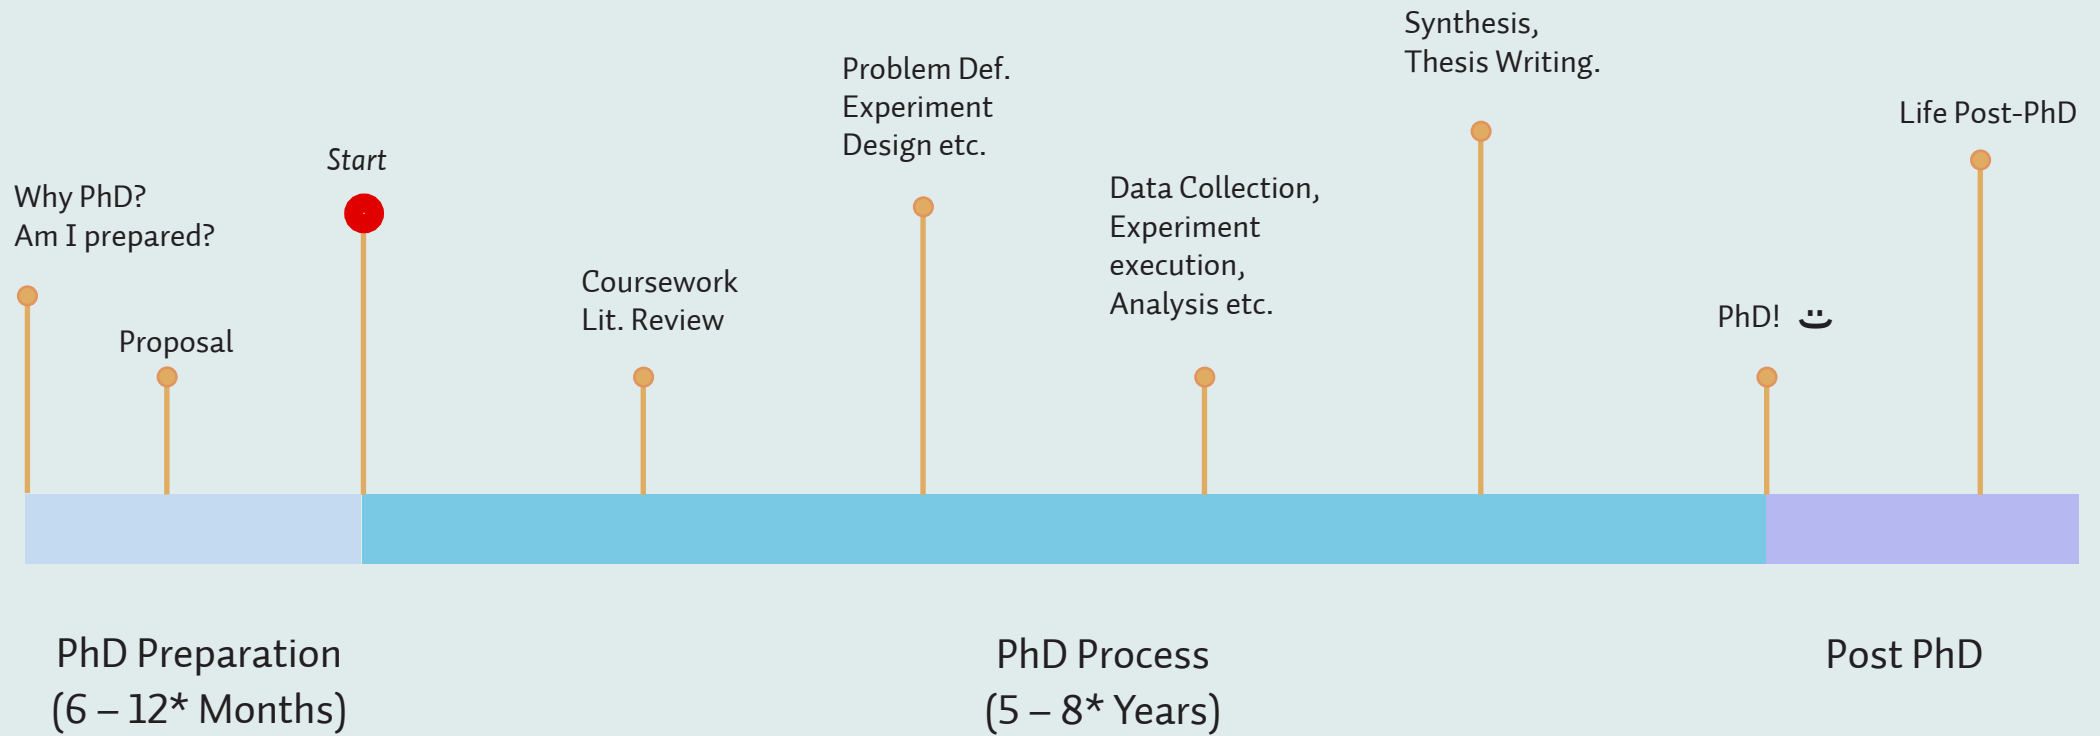 Why PhD?
Am I prepared?
Proposal
Start
Coursework
Lit. Review
Problem Def.
Experiment
Design etc.
Data Collection,
Experiment
execution,
Analysis etc.
Synthesis,
Thesis Writing.
PhD!
Life Post-PhD
PhD Preparation
(6 – 12* Months)
PhD Process
(5 – 8* Years)
Post PhD